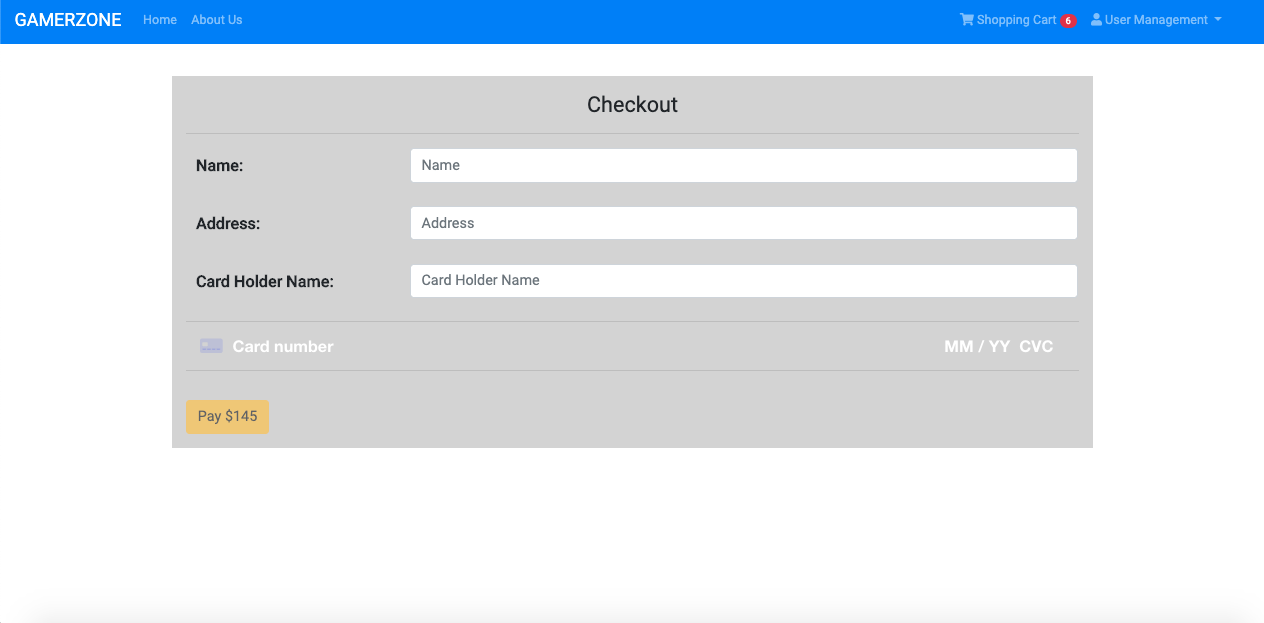 GAMERZONE Home About Us Shopping Cart 6 User Management
Checkout
Name: Name
Address: Address
Card Holder Name: Card Holder Name
Card number MM / YY CVC
Pay $145